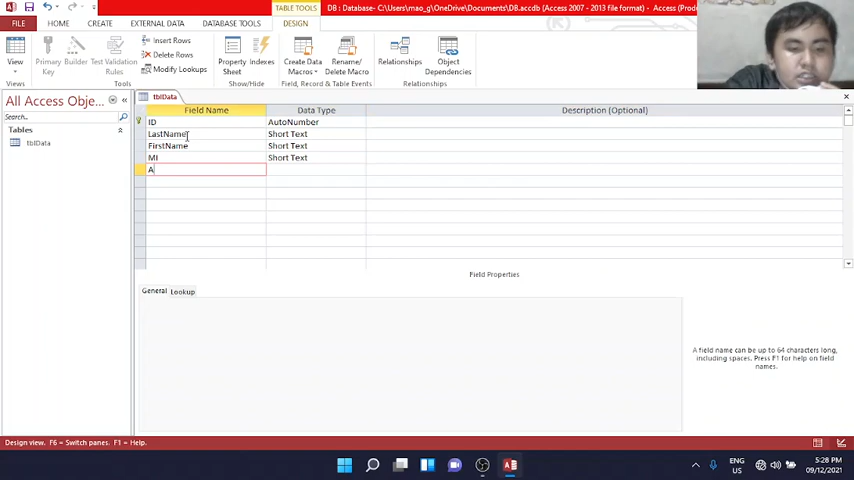 TABLE TOOLS
DB : Database- C:\Users\mao_g\OneDrive\Documents\DB.accdb (Access 2007 - 2013 file format) - Access (Prod
FILE HOME CREATE EXTERNAL DATA DATABASE TOOLS DESIGN
View
Primary Key
Builder
Test Validation Rules
Insert Rows
Delete Rows
Modify Lookups
Property Sheet
Indexes
Create Data Macros
Rename/ Delete Macro
Relationships
Object Dependencies
Views Tools Show/Hide Field, Record & Table Events Relationships
All Access Obje...
Search...
Tables
tblData
tblData
Field Name Data Type Description (Optional)
ID AutoNumber
LastName Short Text
FirstName Short Text
MI Short Text
A
Field Properties
General Lookup
A field name can be up to 64 characters long,
including spaces. Press F1 for help on field
names.
Design view. F6 = Switch panes. F1 = Help.
ENG
US
5:28 PM
09/12/2021